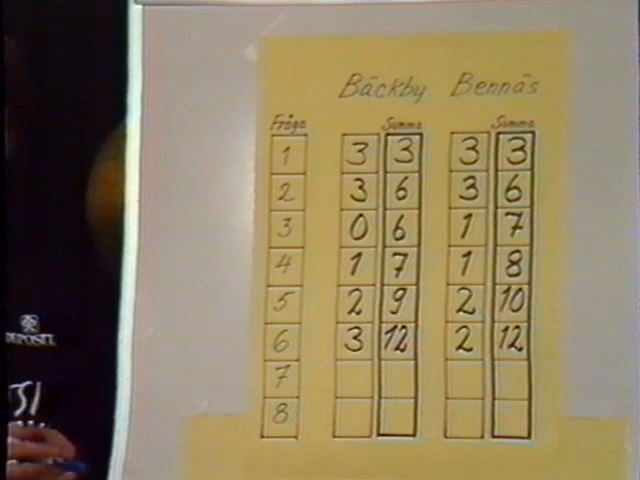 Bäckby Bennäs
Fråga Summa Summa
1 3 3 3 3
2 3 6 3 6
3 0 6 1 7
4 1 7 1 8
5 2 9 2 10
6 3 12 2 12
7
8